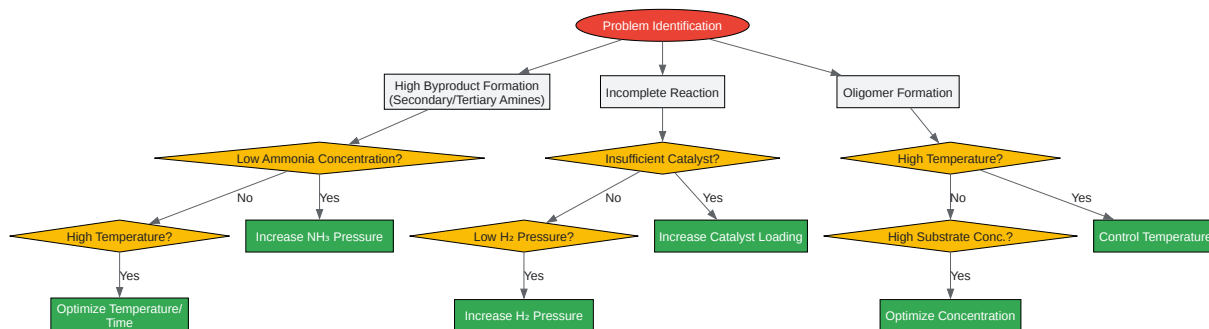 Problem Identification
High Byproduct Formation
(Secondary/Tertiary Amines)
Incomplete Reaction
Oligomer Formation
Low Ammonia Concentration?
Insufficient Catalyst?
High Temperature?
No
Yes
No
Yes
No
Yes
High Temperature?
Increase NH₃ Pressure
Low H₂ Pressure?
Increase Catalyst Loading
High Substrate Conc.?
Control Temperature
Yes
Yes
Yes
Optimize Temperature/
Time
Increase H₂ Pressure
Optimize Concentration